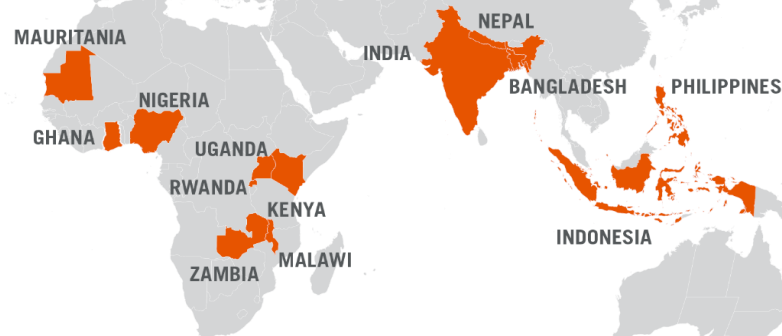 NEPAL
MAURITANIA
INDIA
BANGLADESH
PHILIPPINES
NIGERIA
GHANA
UGANDA
RWANDA
KENYA
INDONESIA
MALAWI
ZAMBIA